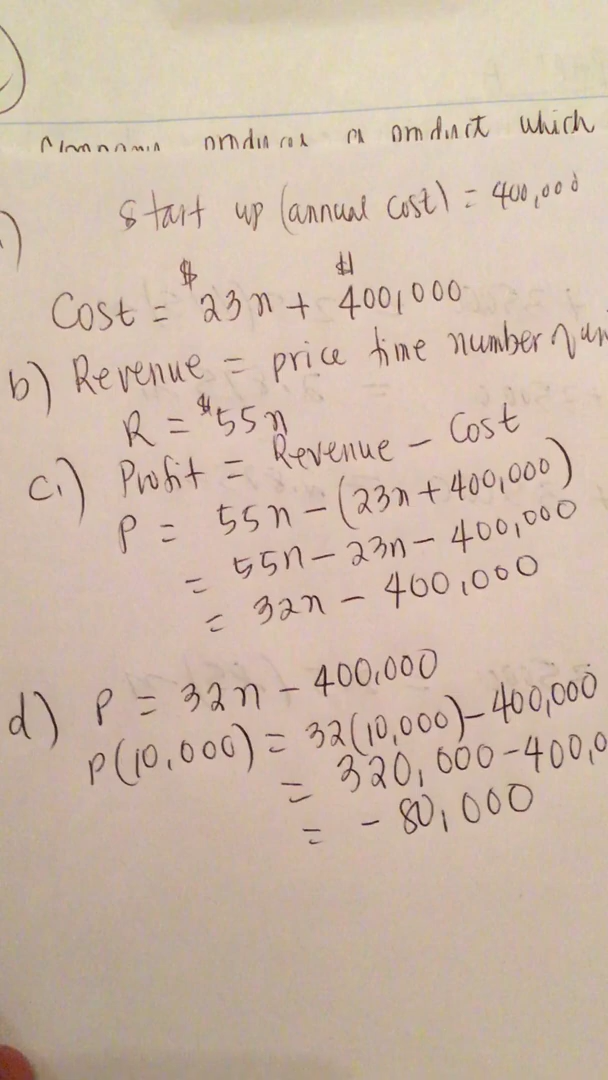 product which
start up (annual cost) = 400,000
$ $
Cost = 23n + 400,000
b) Revenue = price time number
R = $55n
c.) Profit = Revenue - Cost
P = 55n - (23n + 400,000)
= 55n - 23n - 400,000
= 32n - 400,000
d) P = 32n - 400,000
P(10,000) = 32(10,000) - 400,000
= 320,000 - 400,0
= - 80,000